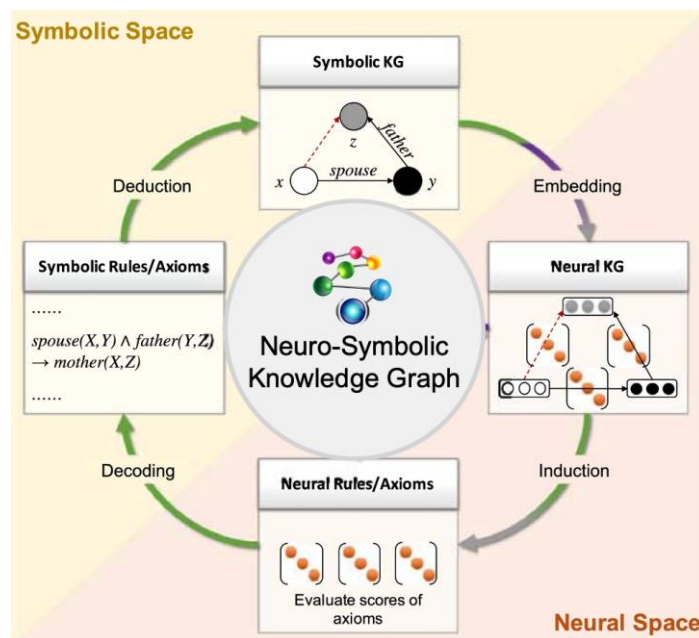 Symbolic Space
Symbolic KG
z
father
x
spouse
y
Deduction
Embedding
Symbolic Rules/Axioms
......
spouse(X,Y) ∧ father(Y,Z)
→ mother(X,Z)
......
Neural KG
Neuro-Symbolic
Knowledge Graph
Decoding
Induction
Neural Rules/Axioms
Evaluate scores of
axioms
Neural Space